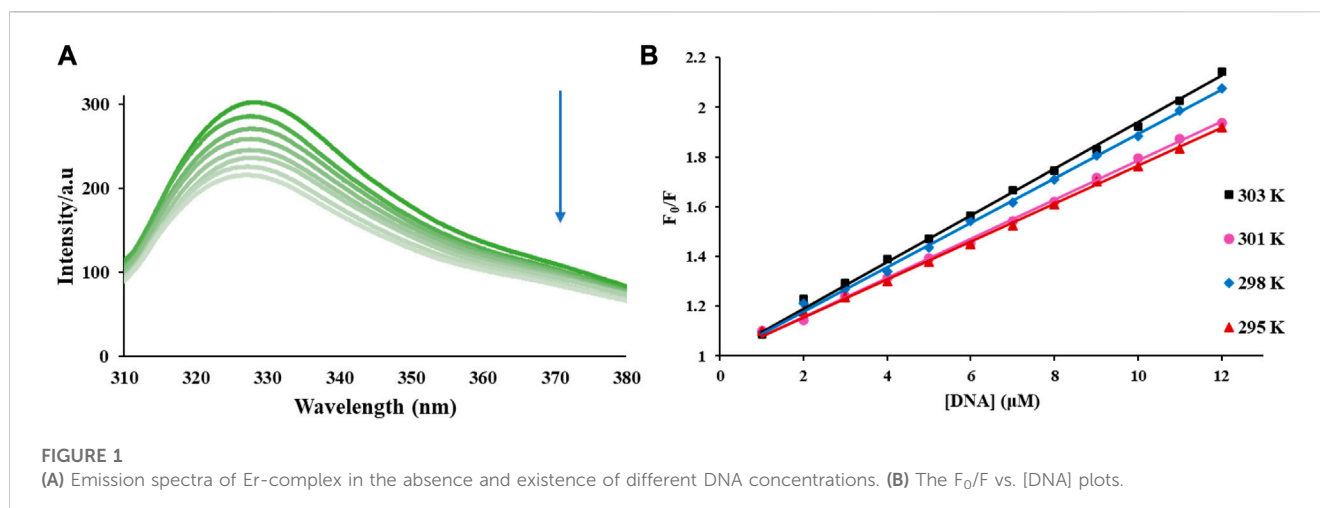 A
Intensity/a.u
300
200
100
0
310 320 330 340 350 360 370 380
Wavelength (nm)
B
F₀/F
2.2
2
1.8
1.6
1.4
1.2
1
0 2 4 6 8 10 12
[DNA] (µM)
303 K
301 K
298 K
295 K
FIGURE 1
(A) Emission spectra of Er-complex in the absence and existence of different DNA concentrations. (B) The F₀/F vs. [DNA] plots.